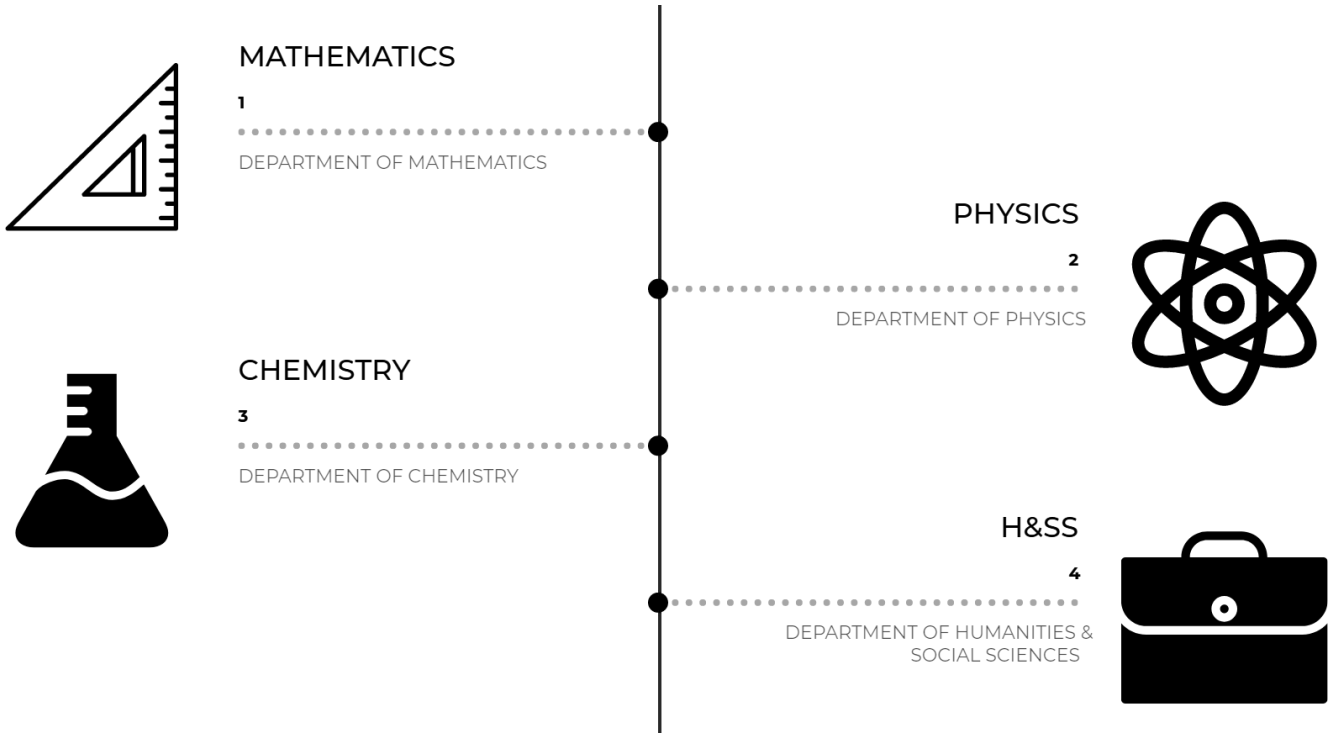 MATHEMATICS
1
DEPARTMENT OF MATHEMATICS
PHYSICS
2
DEPARTMENT OF PHYSICS
CHEMISTRY
3
DEPARTMENT OF CHEMISTRY
H&SS
4
DEPARTMENT OF HUMANITIES &
SOCIAL SCIENCES